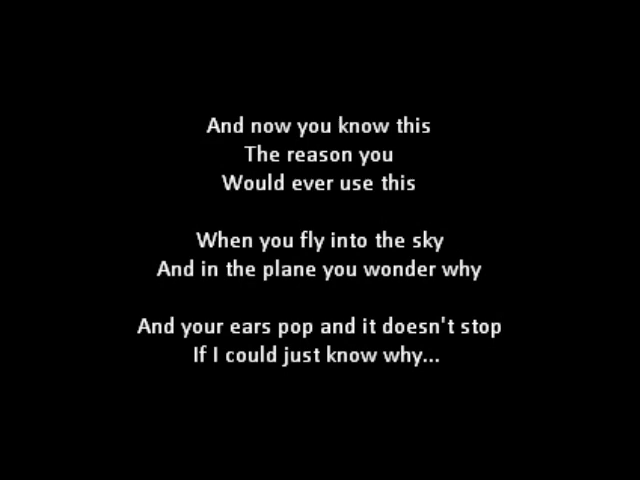 And now you know this
The reason you
Would ever use this
When you fly into the sky
And in the plane you wonder why
And your ears pop and it doesn't stop
If I could just know why...